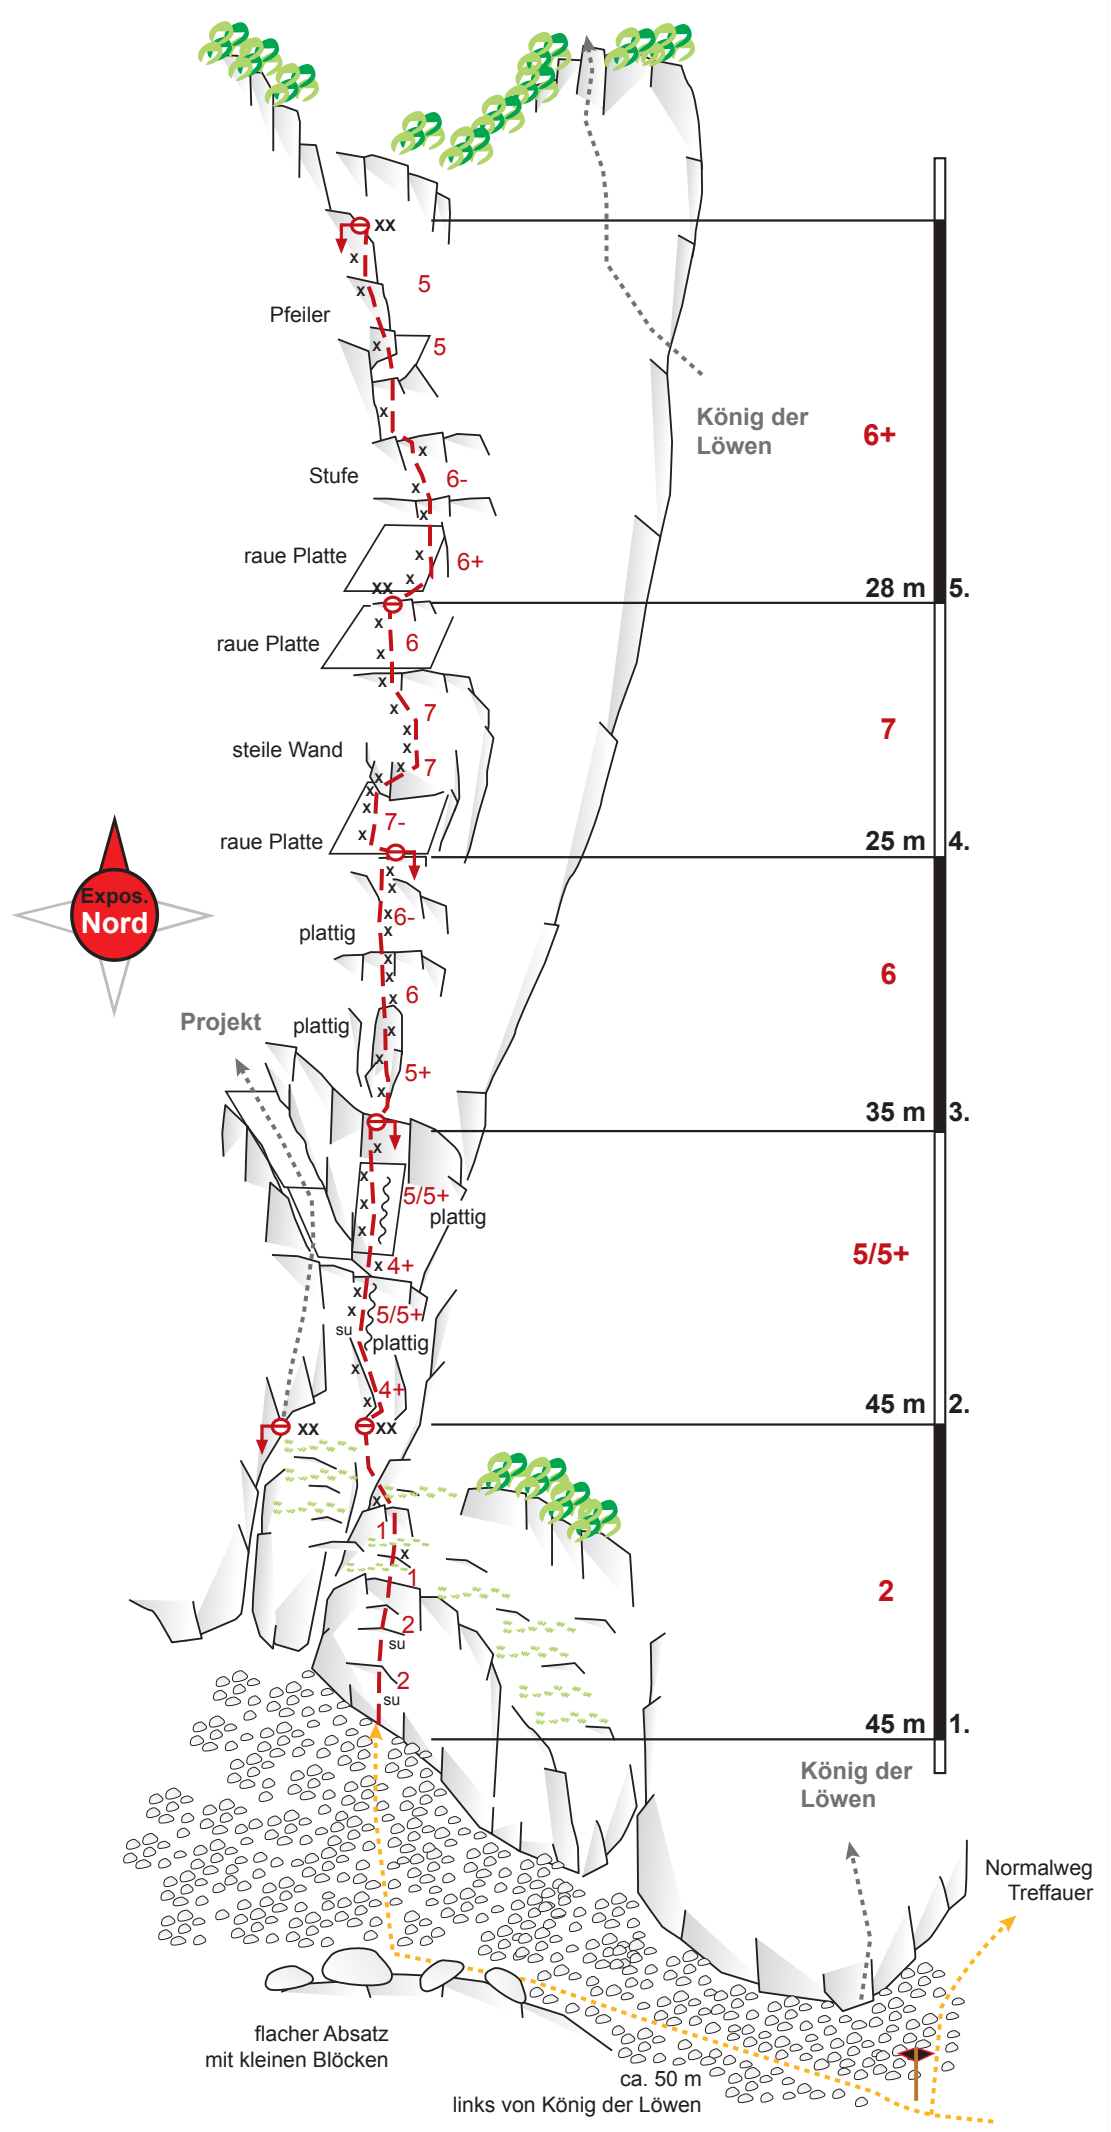 xx
x
5
x
Pfeiler
x
5
x
König der
Löwen
6+
x
Stufe
6-
x
x
raue Platte
x
6+
x
xx
28 m
5.
x
raue Platte
6
x
x
x
7
x
7
steile Wand
x
x
7
x
x
x
7-
raue Platte
x
25 m
4.
x
x
Expos.
Nord
x
6-
x
plattig
x
6
x
6
x
Projekt
plattig
x
x
5+
x
35 m
3.
x
x
5/5+
x
plattig
x
5/5+
x
4+
x
x
5/5+
su
plattig
x
4+
x
45 m
2.
xx
xx
x
1
x
1
2
2
su
2
su
45 m
1.
König der
Löwen
Normalweg
Treffauer
flacher Absatz
mit kleinen Blöcken
ca. 50 m
links von König der Löwen